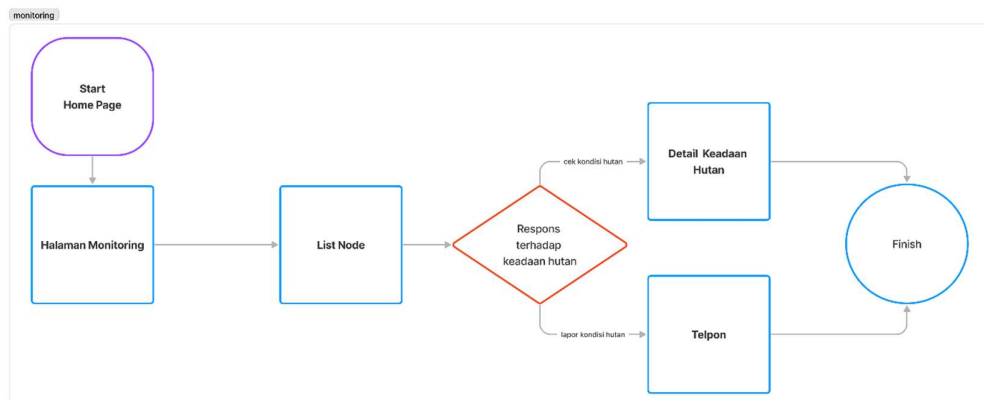 monitoring
Start
Home Page
Halaman Monitoring
List Node
Respons
terhadap
keadaan hutan
cek kondisi hutan
Detail Keadaan
Hutan
lapor kondisi hutan
Telpon
Finish